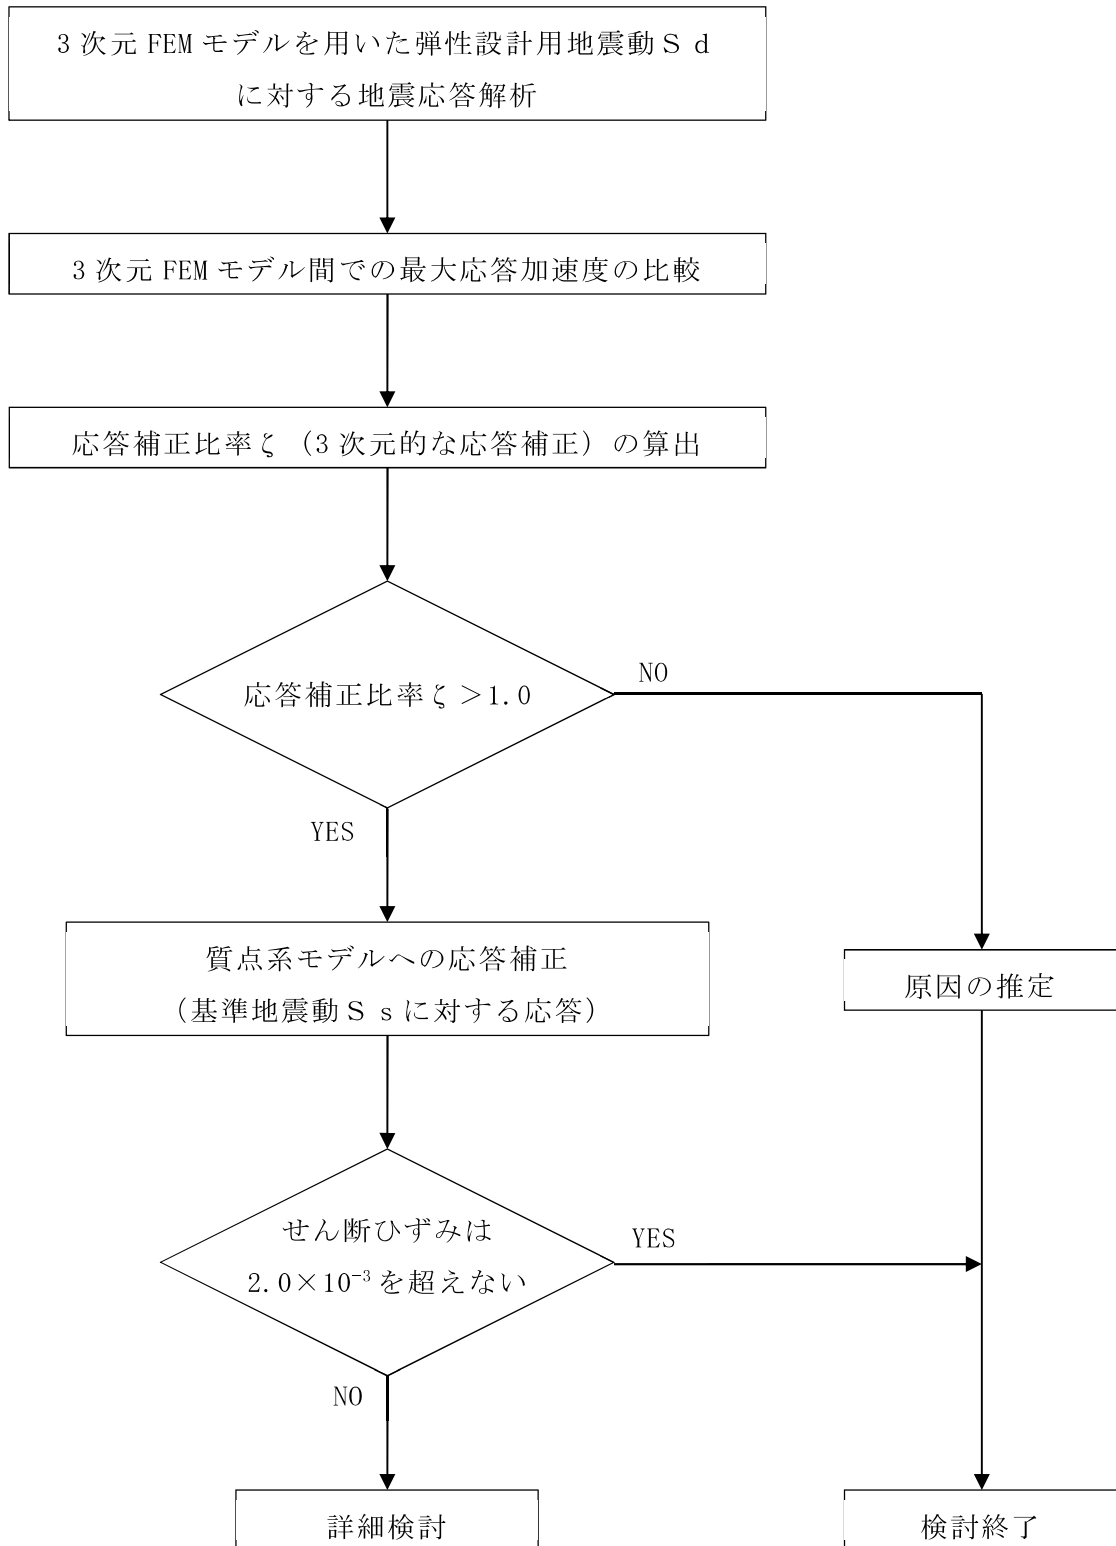 3次元 FEM モデルを用いた弾性設計用地震動Ｓｄ
に対する地震応答解析
3次元 FEM モデル間での最大応答加速度の比較
応答補正比率ζ（3次元的な応答補正）の算出
応答補正比率ζ＞1.0
NO
YES
質点系モデルへの応答補正
（基準地震動Ｓｓに対する応答）
原因の推定
せん断ひずみは
2.0×10⁻³を超えない
YES
NO
詳細検討
検討終了